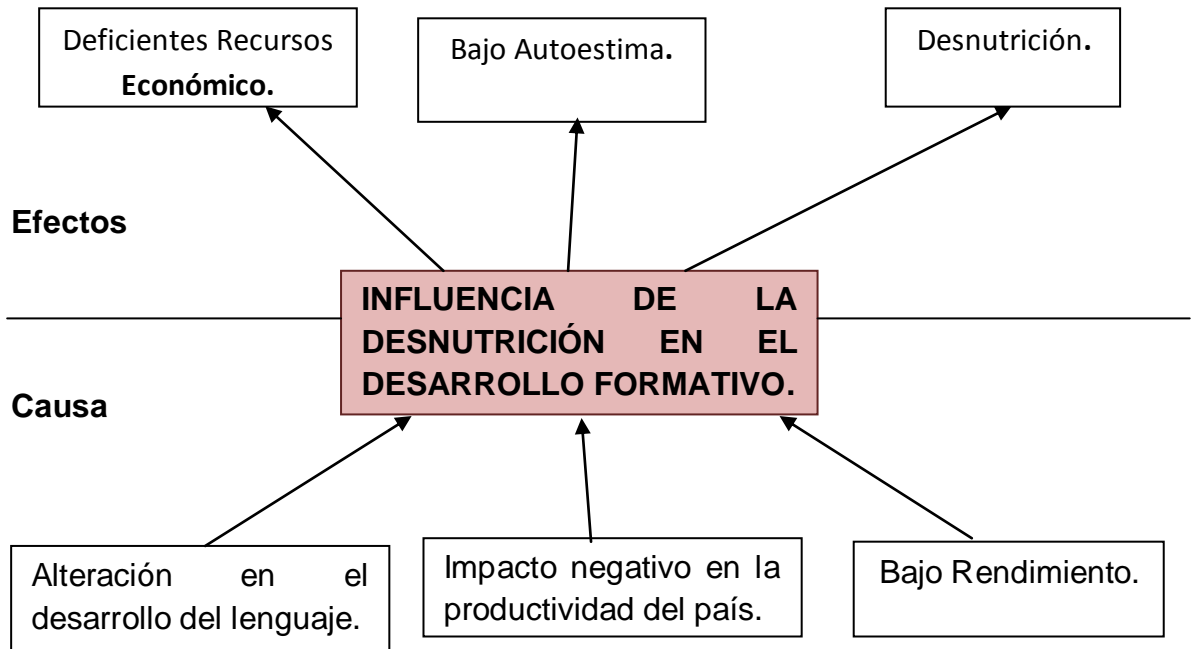 Deficientes Recursos
Económico.
Bajo Autoestima.
Desnutrición.
Efectos
INFLUENCIA DE LA
DESNUTRICIÓN EN EL
DESARROLLO FORMATIVO.
Causa
Alteración en el
desarrollo del lenguaje.
Impacto negativo en la
productividad del país.
Bajo Rendimiento.